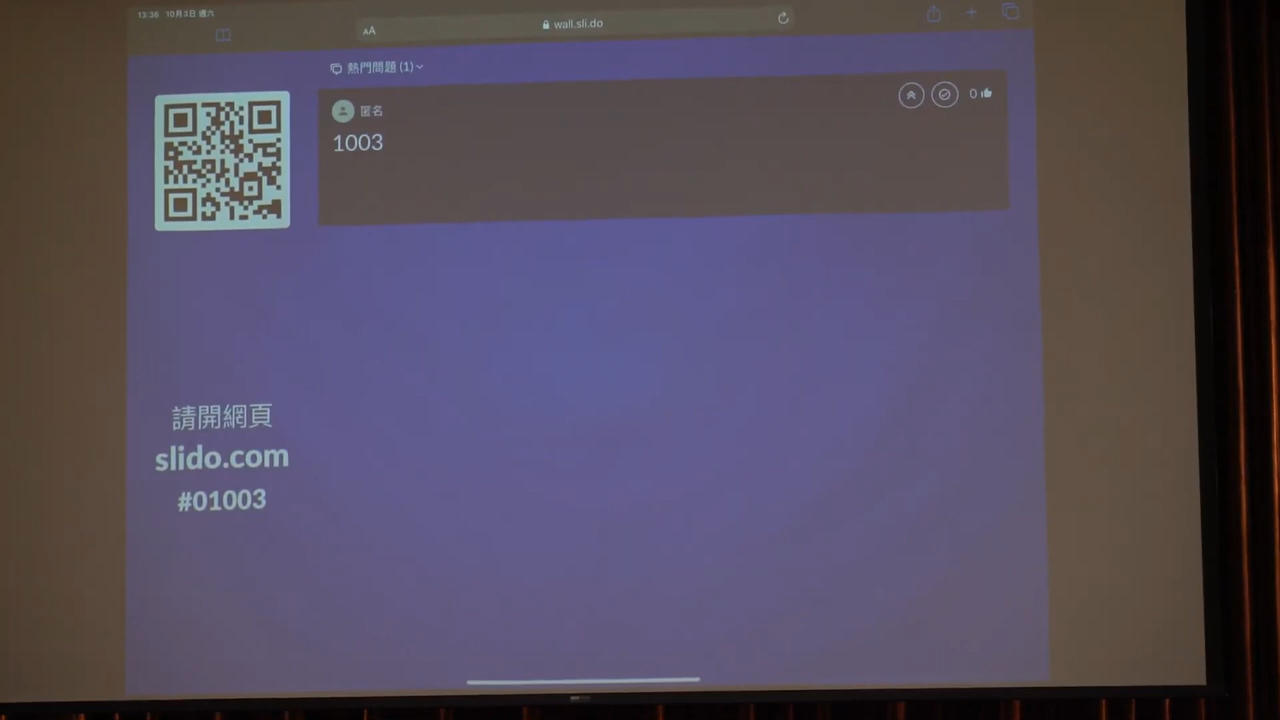 13:36 10月3日 週六
AA
wall.sli.do
熱門問題 (1)
匿名
0
1003
請開網頁
slido.com
#01003